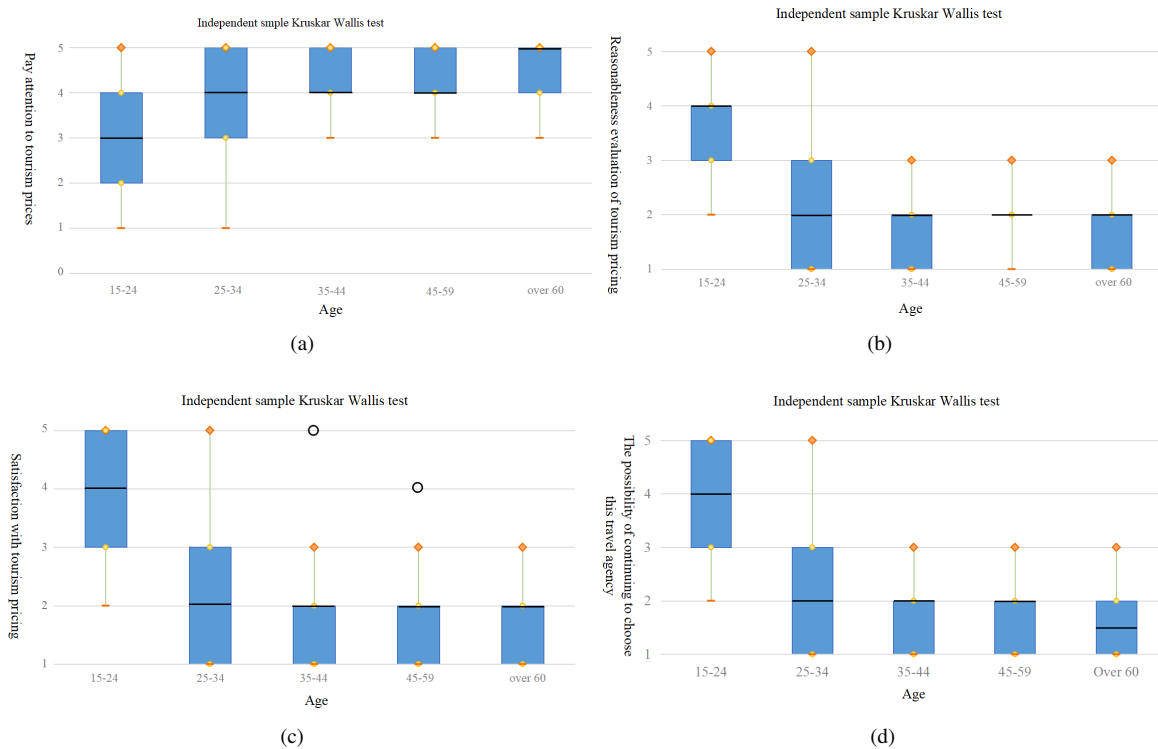 Independent smple Kruskar Wallis test
Pay attention to tourism prices
5
4
3
2
1
0
15-24
25-34
35-44
45-59
over 60
Age
(a)
Independent sample Kruskar Wallis test
Reasonableness evaluation of tourism pricing
5
4
3
2
1
15-24
25-34
35-44
45-59
over 60
Age
(b)
Independent sample Kruskar Wallis test
Satisfaction with tourism pricing
5
4
3
2
1
15-24
25-34
35-44
45-59
over 60
Age
(c)
Independent sample Kruskar Wallis test
The possibility of continuing to choose
this travel agency
5
4
3
2
1
15-24
25-34
35-44
45-59
Over 60
Age
(d)